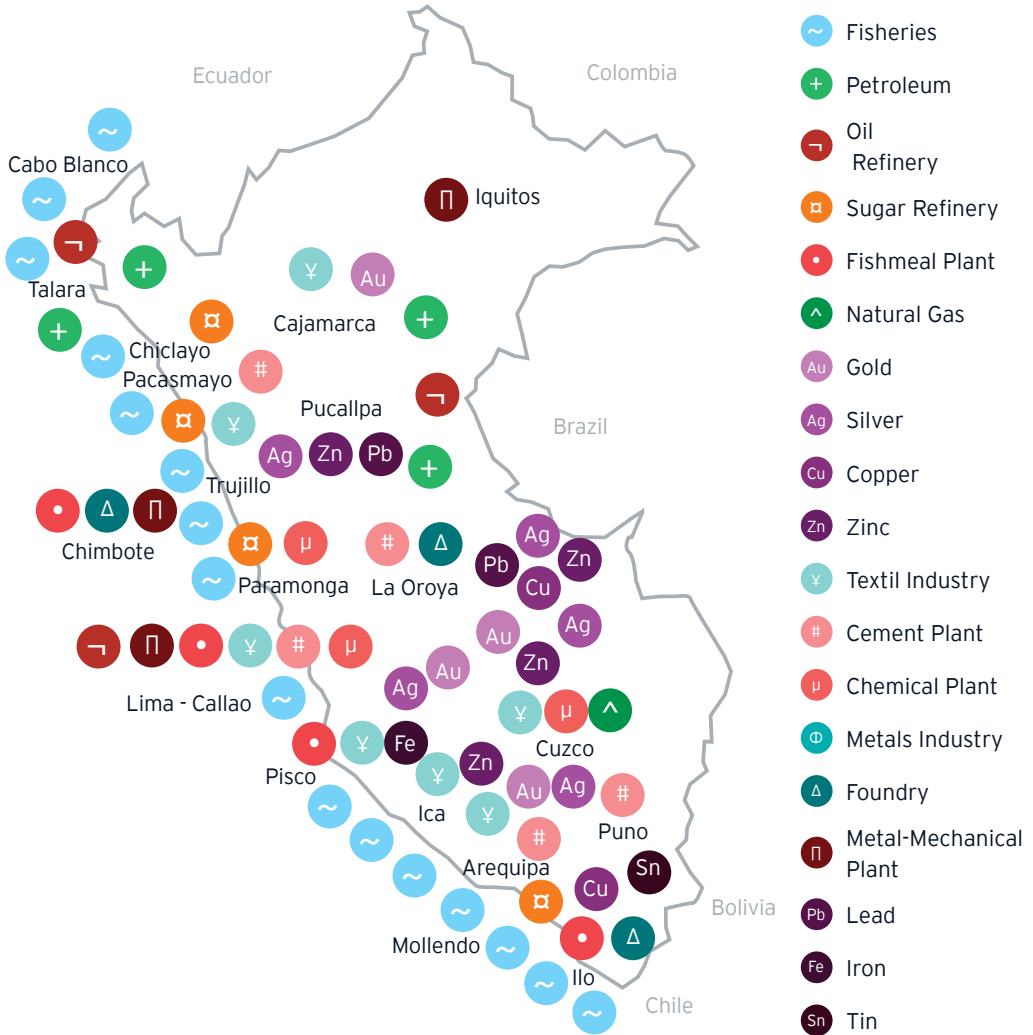 Ecuador
Colombia
~
Cabo Blanco
~
¬
~
Talara
+
Π
Iquitos
¥
Au
Cajamarca
+
¤
+
~
Chiclayo
Pacasmayo
#
¬
~
¤
¥
Pucallpa
Brazil
Ag
Zn
Pb
+
~
Trujillo
•
Δ
Π
~
Chimbote
¤
µ
#
Δ
~
Paramonga
La Oroya
Ag
Pb
Zn
Cu
Au
Ag
Zn
¬
Π
•
¥
#
µ
Lima - Callao
~
Ag
Au
¥
µ
^
Cuzco
•
¥
Fe
Pisco
¥
Zn
Au
Ag
#
Ica
¥
Puno
~
~
#
Arequipa
~
¤
Cu
Sn
Bolivia
~
Mollendo
•
Δ
~
Ilo
~
~
Chile
~ Fisheries
+ Petroleum
¬ Oil
Refinery
¤ Sugar Refinery
• Fishmeal Plant
^ Natural Gas
Au Gold
Ag Silver
Cu Copper
Zn Zinc
¥ Textil Industry
# Cement Plant
µ Chemical Plant
Φ Metals Industry
Δ Foundry
Π Metal-Mechanical
Plant
Pb Lead
Fe Iron
Sn Tin